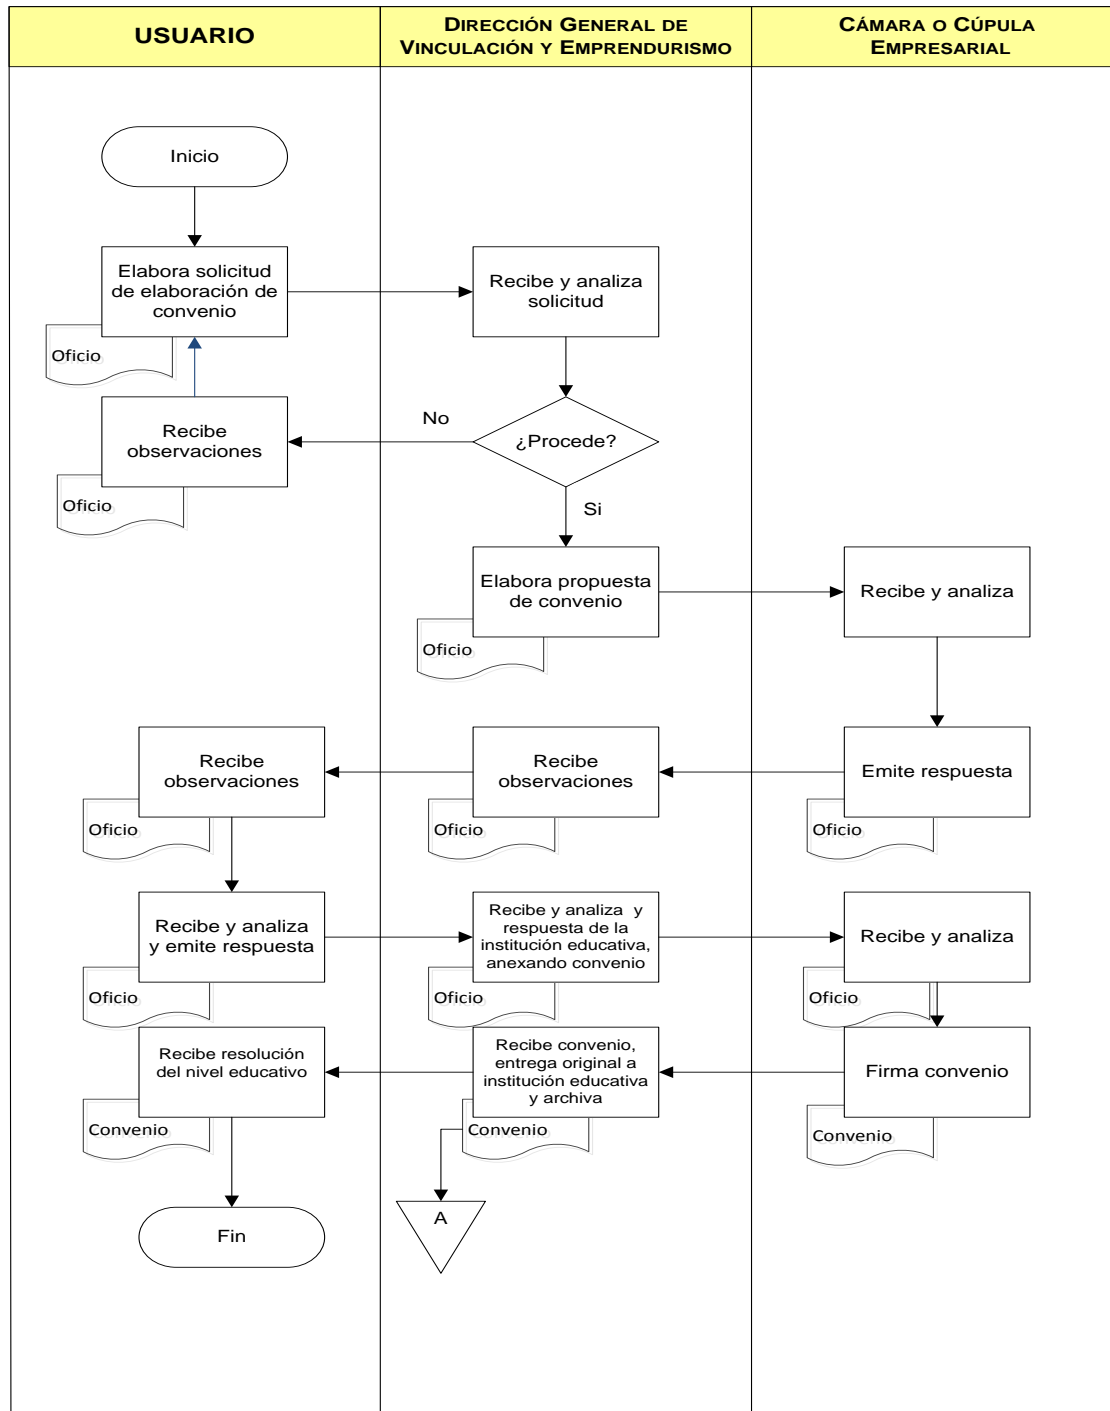 USUARIO
DIRECCIÓN GENERAL DE
VINCULACIÓN Y EMPRENDURISMO
CÁMARA O CÚPULA
EMPRESARIAL
Inicio
Elabora solicitud
de elaboración de
convenio
Oficio
Recibe y analiza
solicitud
Recibe
observaciones
Oficio
No
¿Procede?
Si
Elabora propuesta
de convenio
Oficio
Recibe y analiza
Recibe
observaciones
Oficio
Recibe
observaciones
Oficio
Emite respuesta
Oficio
Recibe y analiza
y emite respuesta
Oficio
Recibe y analiza  y
respuesta de la
institución educativa,
anexando convenio
Oficio
Recibe y analiza
Oficio
Recibe resolución
del nivel educativo
Convenio
Recibe convenio,
entrega original a
institución educativa
y archiva
Convenio
Firma convenio
Convenio
Fin
A